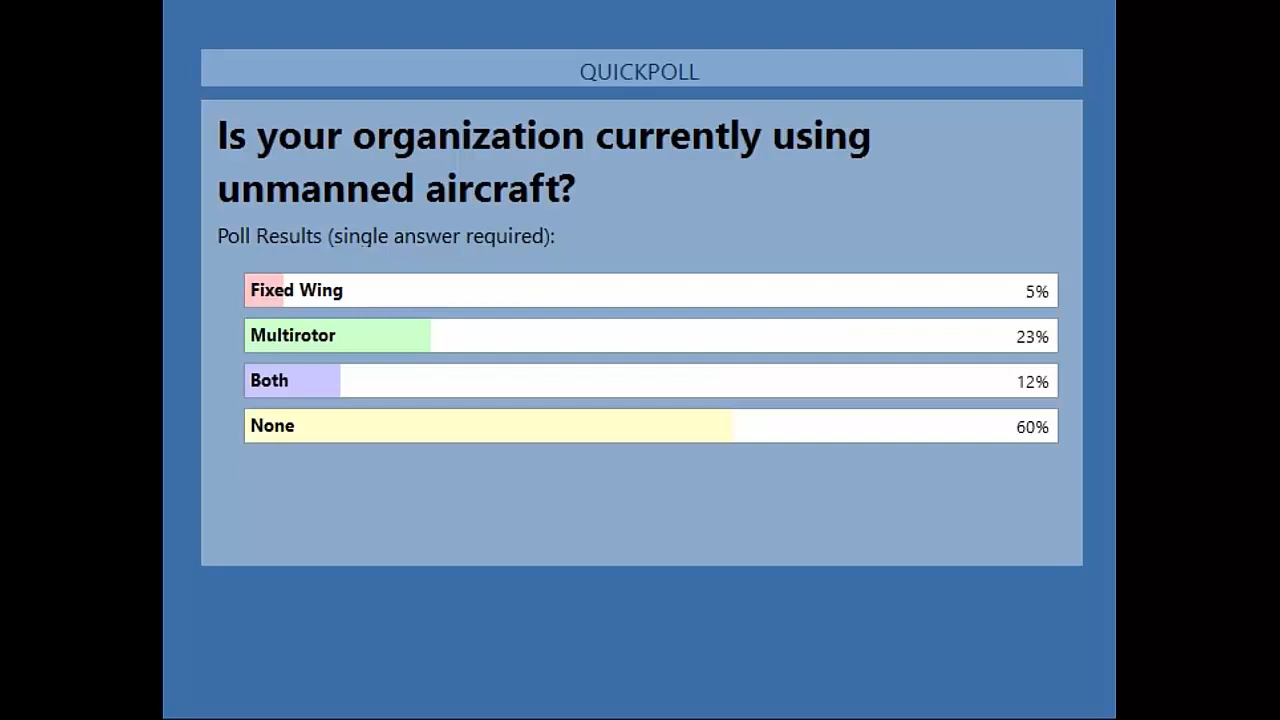 QUICKPOLL
Is your organization currently using
unmanned aircraft?
Poll Results (single answer required):
Fixed Wing 5%
Multirotor 23%
Both 12%
None 60%